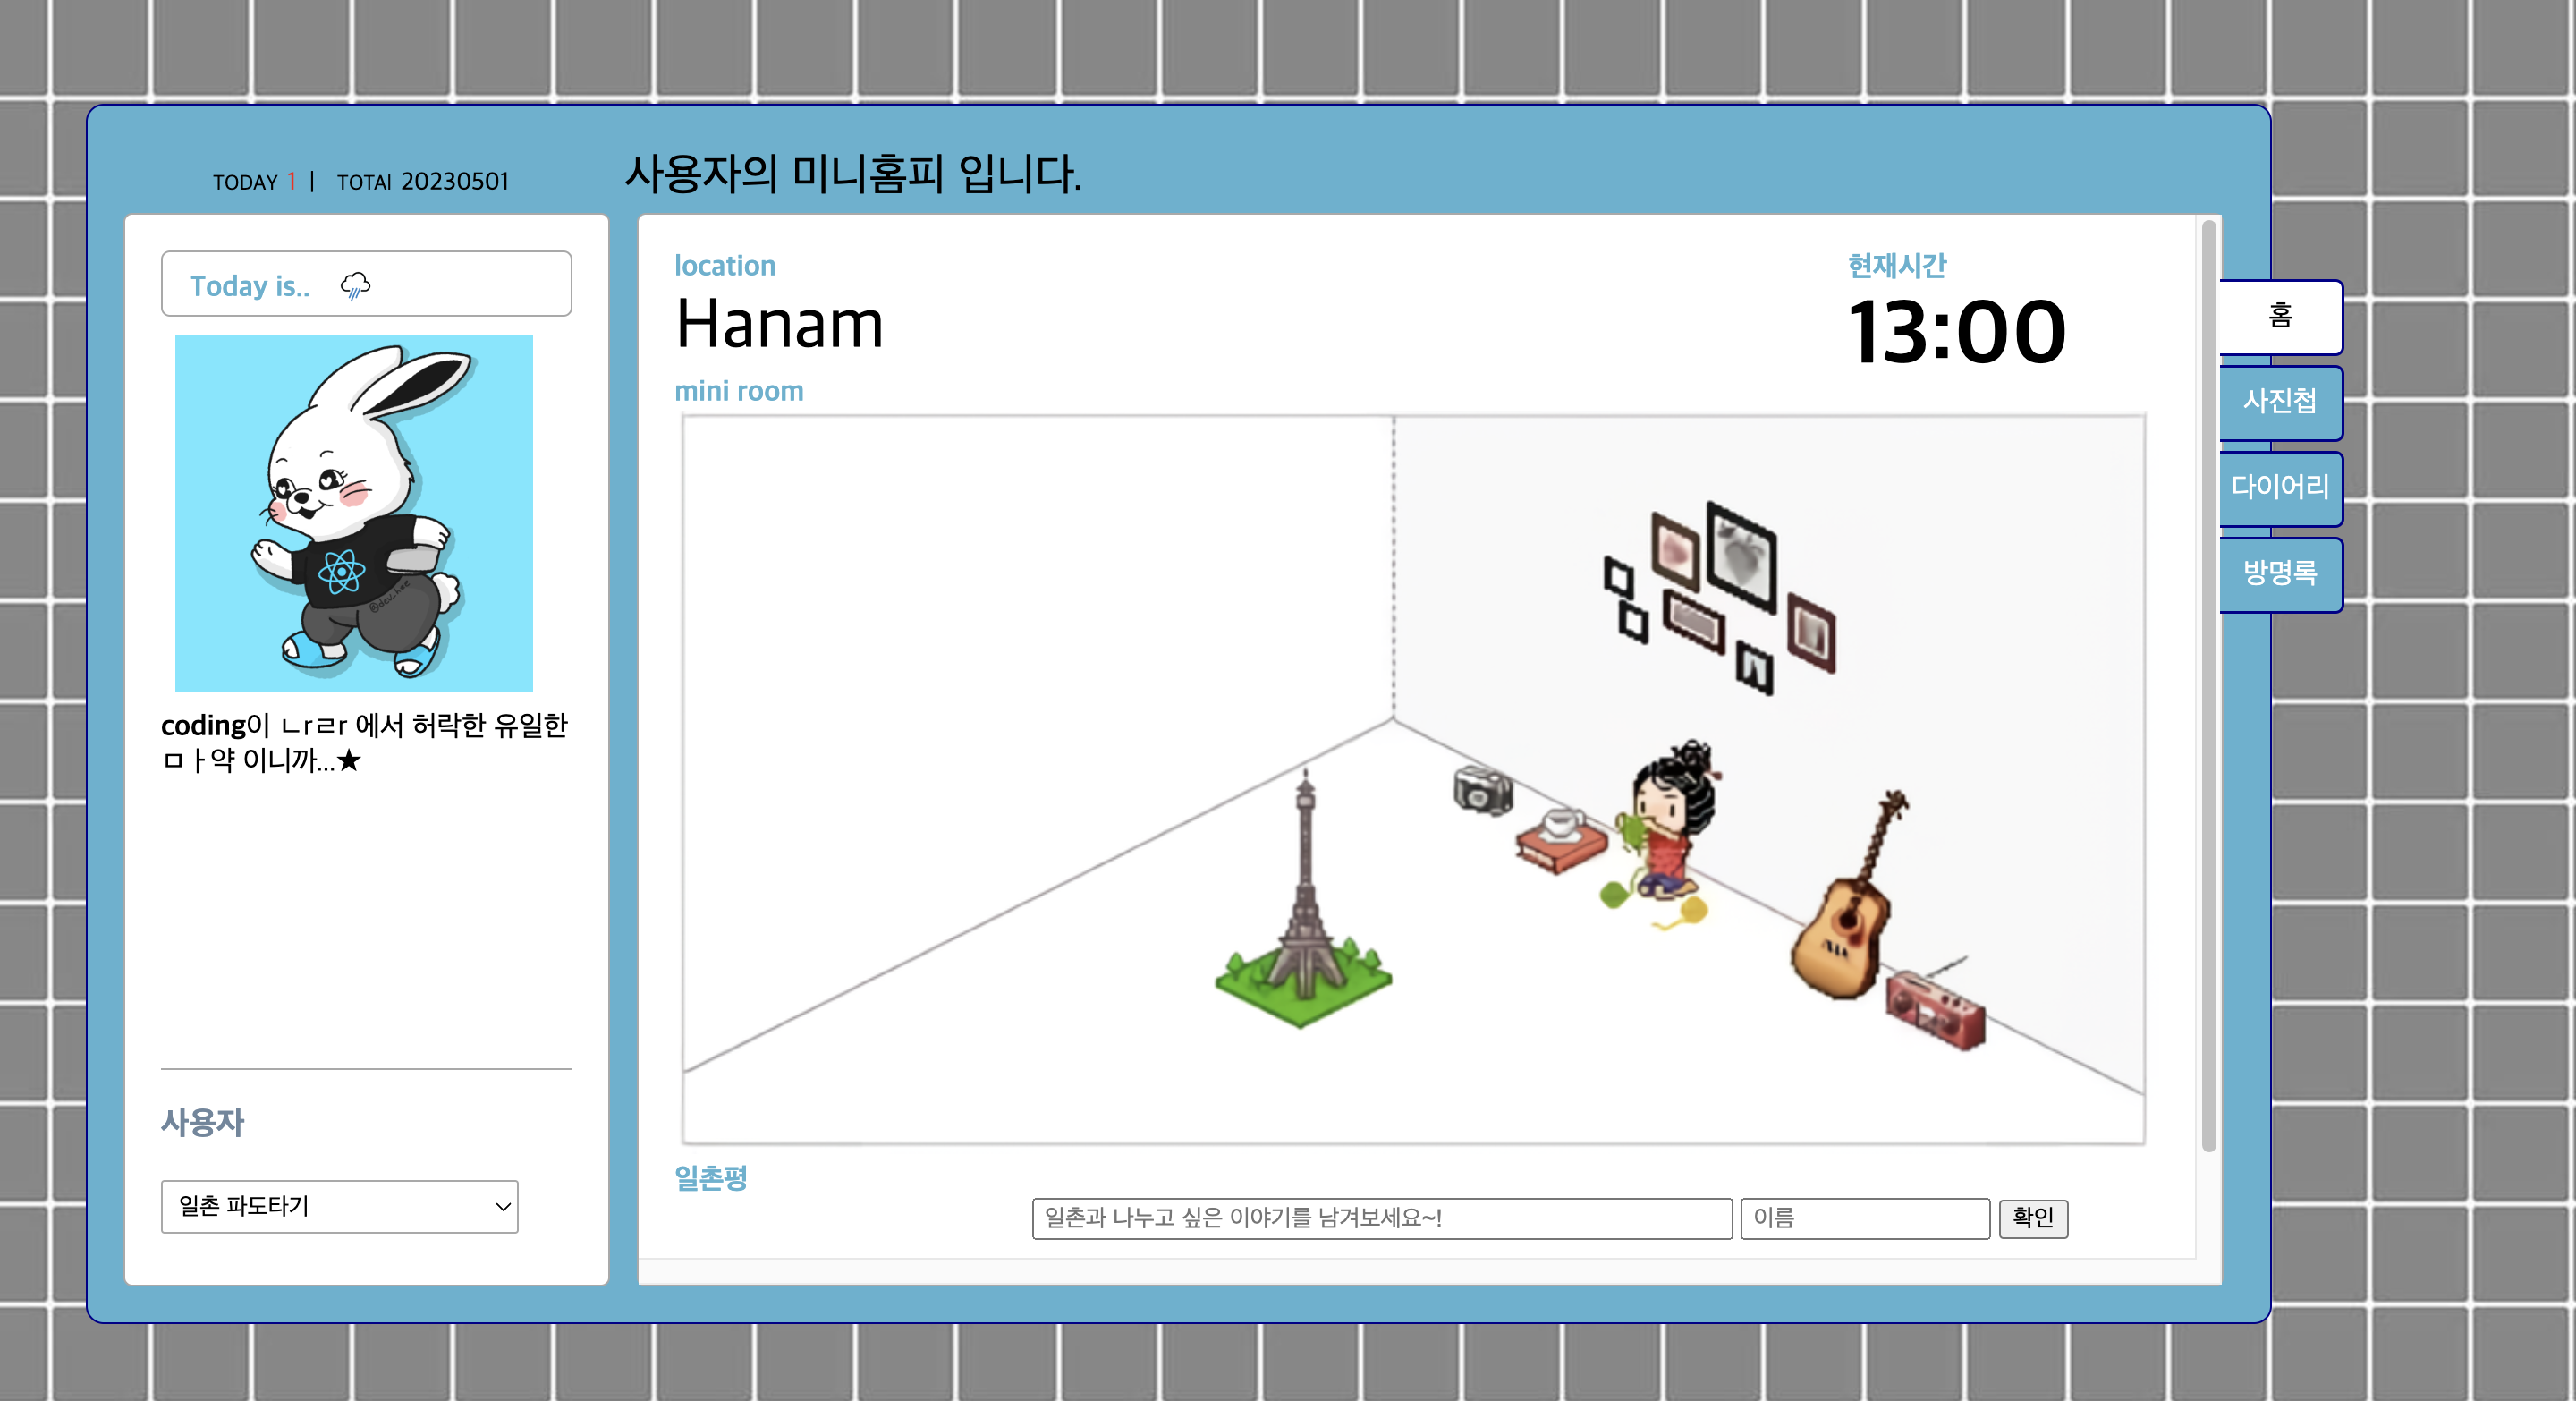 TODAY 1 | TOTAl 20230501
사용자의 미니홈피 입니다.
Today is..
@dev_hee
coding이 ㄴrㄹr 에서 허락한 유일한
ㅁㅏ약 이니까...★
사용자
일촌 파도타기
location
Hanam
현재시간
13:00
mini room
일촌평
일촌과 나누고 싶은 이야기를 남겨보세요~!
이름
확인
홈
사진첩
다이어리
방명록